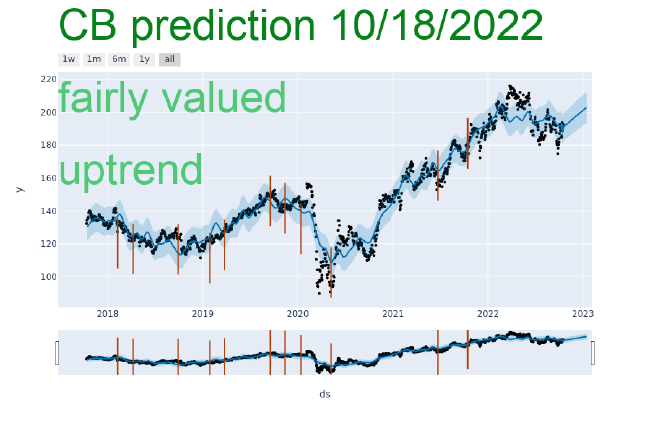 CB prediction 10/18/2022
1w 1m 6m 1y all
fairly valued
uptrend
220
200
180
160
140
120
100
y
2018 2019 2020 2021 2022 2023
ds